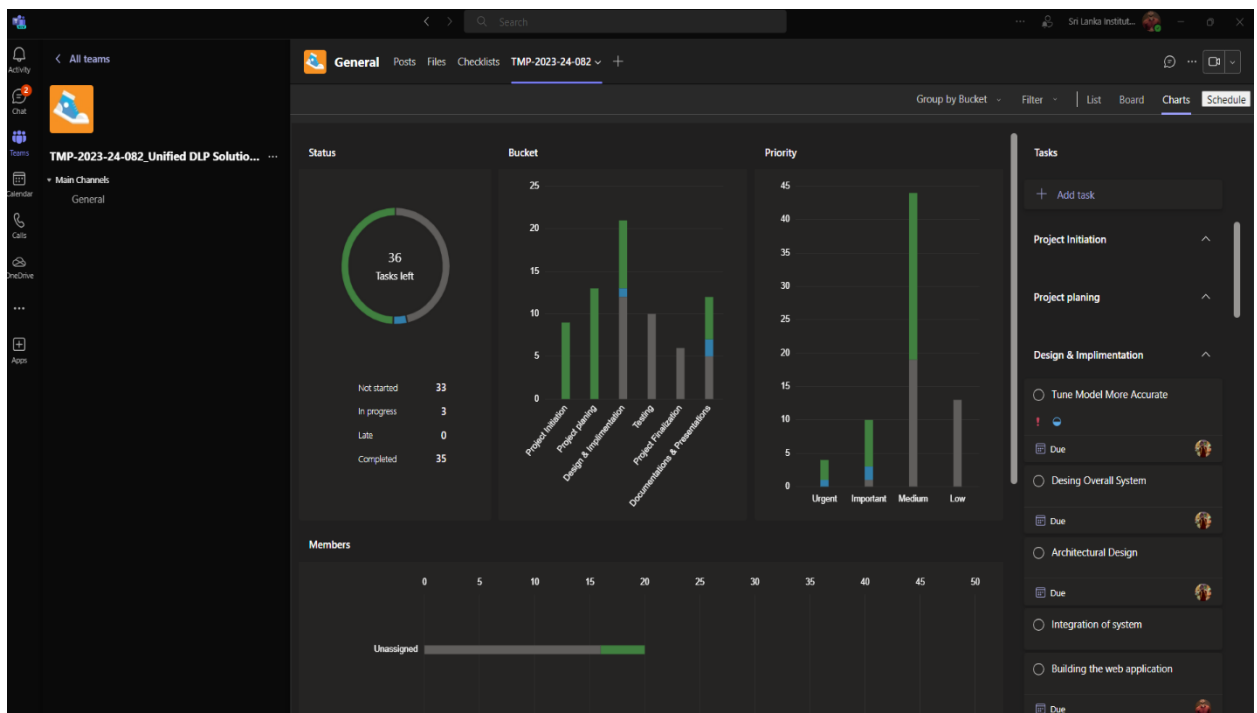 Search
Sri Lanka Institut...
Activity
Chat
2
Teams
Calendar
Calls
OneDrive
Apps
All teams
TMP-2023-24-082_Unified DLP Solutio...
Main Channels
General
General Posts Files Checklists TMP-2023-24-082
Group by Bucket Filter List Board Charts Schedule
Status
36
Tasks left
Not started 33
In progress 3
Late 0
Completed 35
Bucket
25
20
15
10
5
0
Project Initiation
Project planing
Design & Implimentation
Testing
Project Finalization
Documentations & Presentations
Priority
45
40
35
30
25
20
15
10
5
0
Urgent Important Medium Low
Members
0 5 10 15 20 25 30 35 40 45 50
Unassigned
Tasks
+ Add task
Project Initiation
Project planing
Design & Implimentation
Tune Model More Accurate
Due
Desing Overall System
Due
Architectural Design
Due
Integration of system
Building the web application
Due